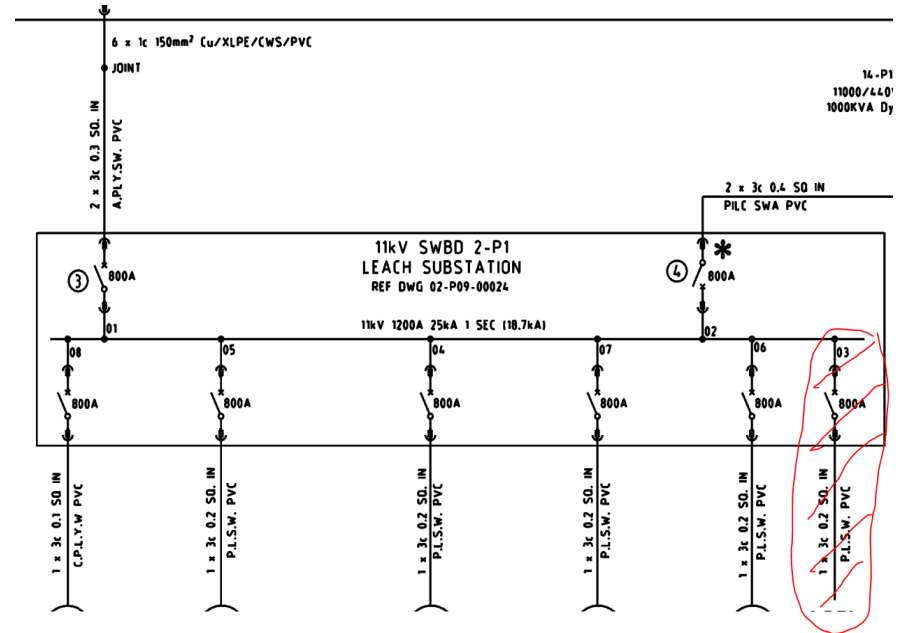 6 x 1c 150mm² Cu/XLPE/CWS/PVC
JOINT
14-P1
11000/440
1000KVA Dy
2 x 3c 0.3 SQ. IN
A.PLY.SW. PVC
2 x 3c 0.4 SQ IN
PILC SWA PVC
11kV SWBD 2-P1
LEACH SUBSTATION
REF DWG 02-P09-00024
3
800A
4
*
800A
01
11kV 1200A 25kA 1 SEC (18.7kA)
02
08
05
04
07
06
03
800A
800A
800A
800A
800A
800A
1 x 3c 0.1 SQ IN
C.P.L.Y.W PVC
1 x 3c 0.2 SQ. IN
P.L.S.W. PVC
1 x 3c 0.2 SQ. IN
P.L.S.W. PVC
1 x 3c 0.2 SQ. IN
P.L.S.W. PVC
1 x 3c 0.2 SQ IN
P.L.S.W. PVC
1 x 3c 0.2 SQ. IN
P.L.S.W. PVC